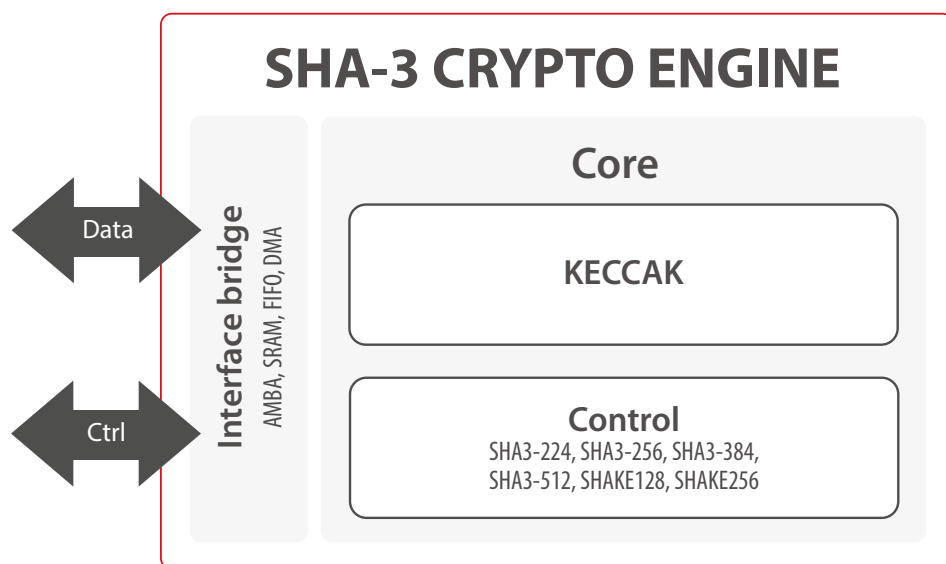 SHA-3 CRYPTO ENGINE
Data
Ctrl
Interface bridge
AMBA, SRAM, FIFO, DMA
Core
KECCAK
Control
SHA3-224, SHA3-256, SHA3-384,
SHA3-512, SHAKE128, SHAKE256